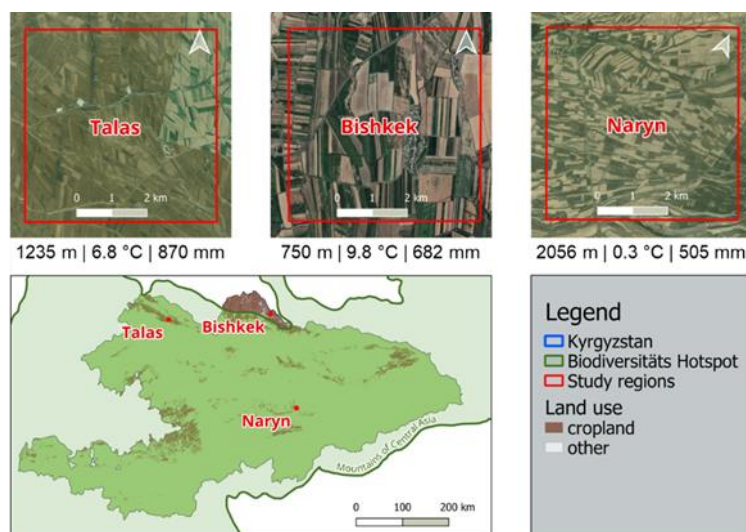 Talas
0 1 2 km
Bishkek
0 1 2 km
Naryn
0 1 2 km
1235 m | 6.8 °C | 870 mm
750 m | 9.8 °C | 682 mm
2056 m | 0.3 °C | 505 mm
Talas
Bishkek
Naryn
Mountains of Central Asia
0 100 200 km
Legend
Kyrgyzstan
Biodiversitäts Hotspot
Study regions
Land use
cropland
other